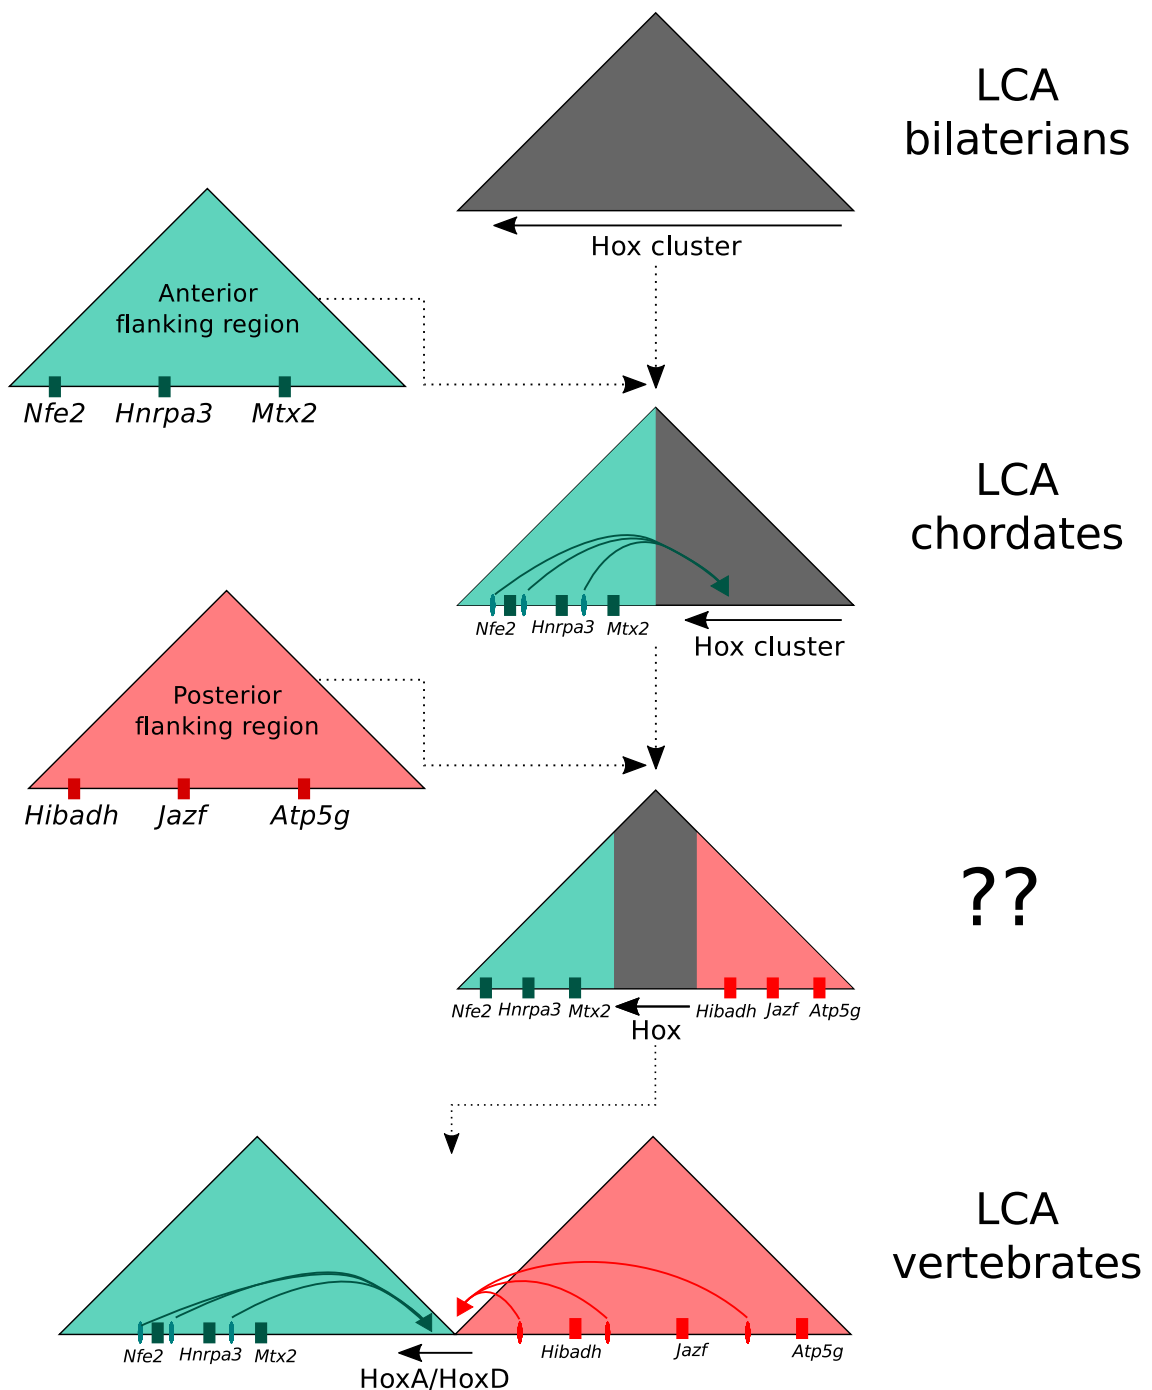 LCA
bilaterians
Hox cluster
Anterior
flanking region
Nfe2 Hnrpa3 Mtx2
LCA
chordates
Nfe2 Hnrpa3 Mtx2
Hox cluster
Posterior
flanking region
Hibadh Jazf Atp5g
??
Nfe2 Hnrpa3 Mtx2 Hibadh Jazf Atp5g
Hox
LCA
vertebrates
Nfe2 Hnrpa3 Mtx2 Hibadh Jazf Atp5g
HoxA/HoxD